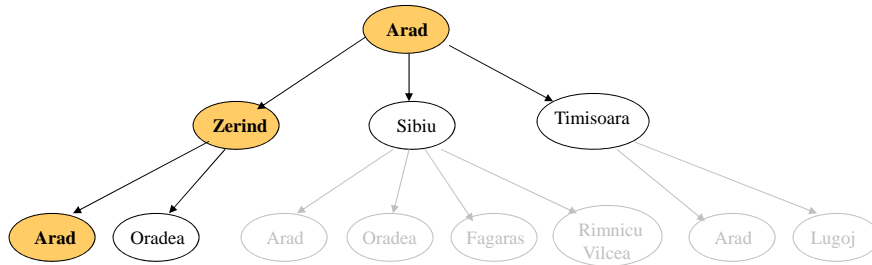 Arad
Zerind
Sibiu
Timisoara
Arad
Oradea
Arad
Oradea
Fagaras
Rimnicu
Vilcea
Arad
Lugoj